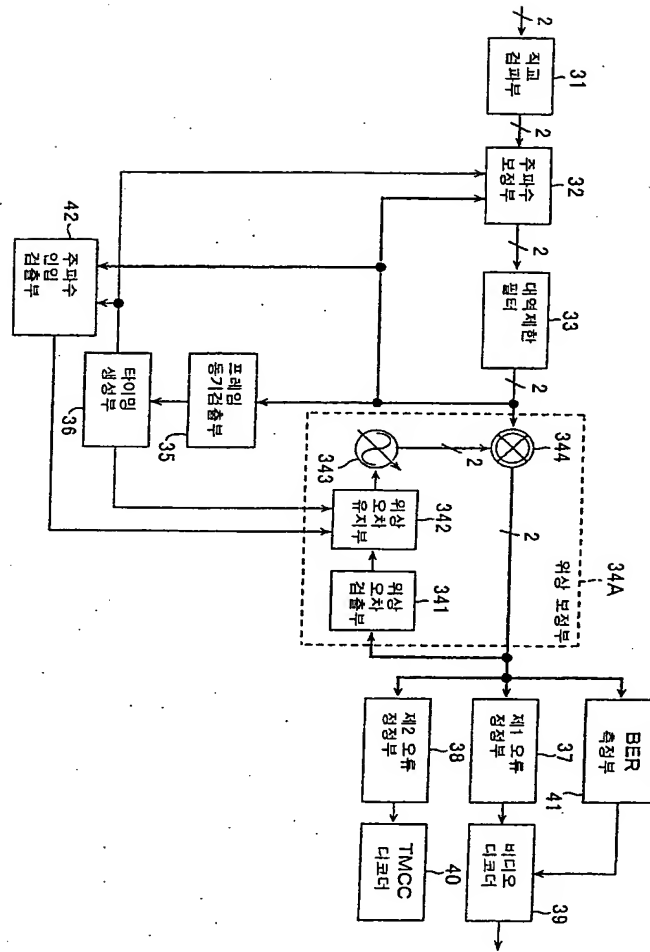 2
직교
검파부
31
2
주파수
보정부
32
2
대역제한
필터
33
2
344
2
343
2
위상
오차
유지부
342
위상
오차
검출부
341
위상 보정부
34A
프레임
동기검출부
35
타이밍
생성부
36
주파수
인입
검출부
42
BER
측정부
41
제1 오류
정정부
37
제2 오류
정정부
38
비디오
디코더
39
TMCC
디코더
40